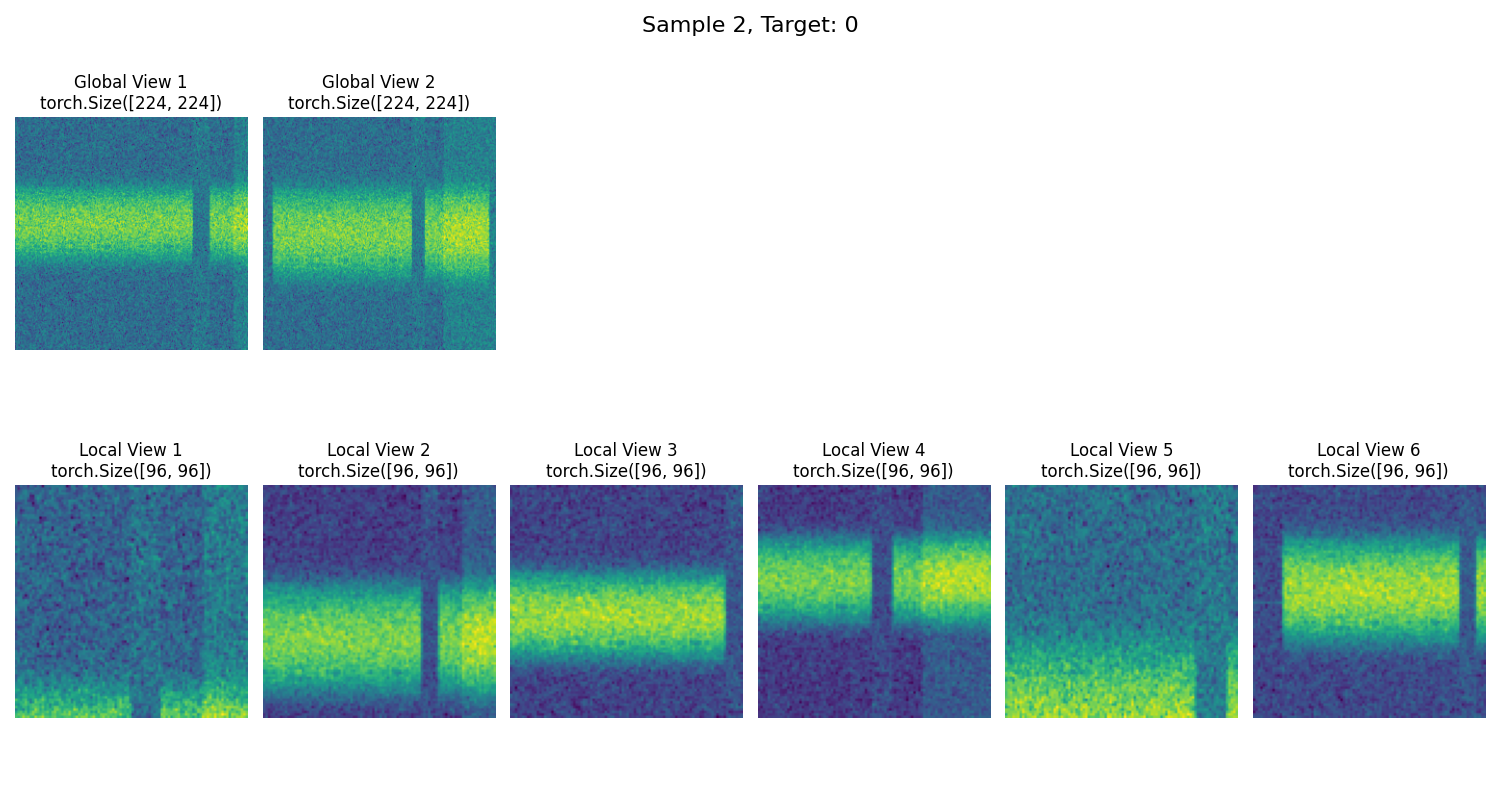 Sample 2, Target: 0
Global View 1
torch.Size([224, 224])
Global View 2
torch.Size([224, 224])
Local View 1
torch.Size([96, 96])
Local View 2
torch.Size([96, 96])
Local View 3
torch.Size([96, 96])
Local View 4
torch.Size([96, 96])
Local View 5
torch.Size([96, 96])
Local View 6
torch.Size([96, 96])